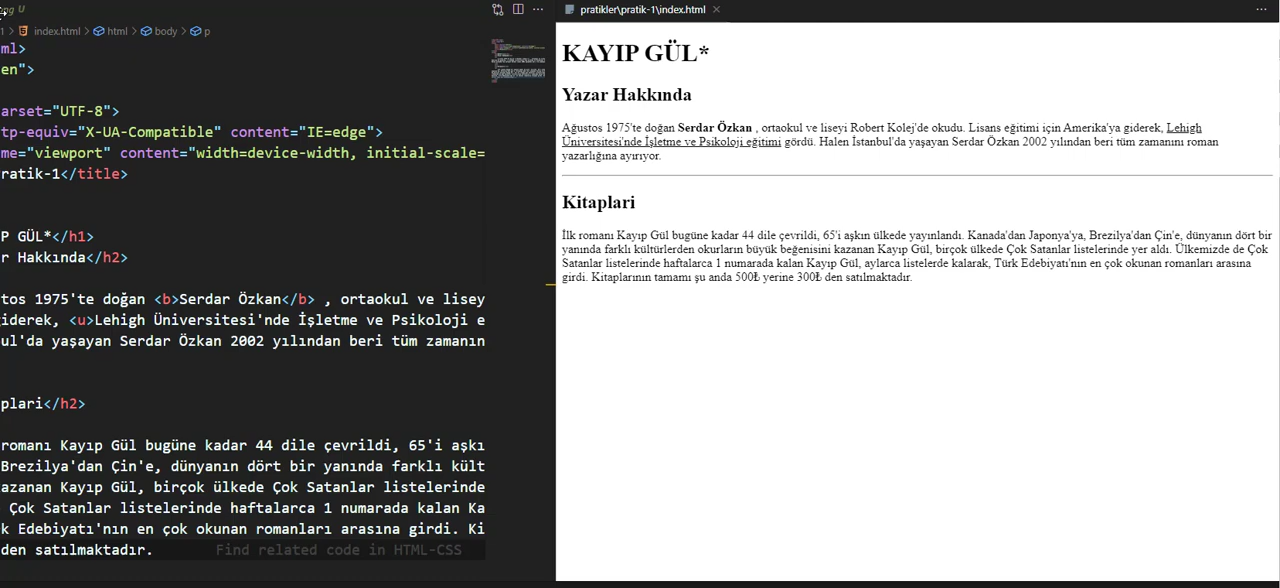 ng U
pratikler\pratik-1\index.html
1 > index.html > html > body > p
ml>
en">
arset="UTF-8">
tp-equiv="X-UA-Compatible" content="IE=edge">
me="viewport" content="width=device-width, initial-scale=
ratik-1</title>
P GÜL*</h1>
r Hakkında</h2>
tos 1975'te doğan <b>Serdar Özkan</b> , ortaokul ve lisey
giderek, <u>Lehigh Üniversitesi'nde İşletme ve Psikoloji e
ul'da yaşayan Serdar Özkan 2002 yılından beri tüm zamanın
plari</h2>
romanı Kayıp Gül bugüne kadar 44 dile çevrildi, 65'i aşkı
Brezilya'dan Çin'e, dünyanın dört bir yanında farklı kült
azanan Kayıp Gül, birçok ülkede Çok Satanlar listelerinde
Çok Satanlar listelerinde haftalarca 1 numarada kalan Ka
k Edebiyatı'nın en çok okunan romanları arasına girdi. Ki
den satılmaktadır. Find related code in HTML-CSS
KAYIP GÜL*
Yazar Hakkında
Ağustos 1975'te doğan Serdar Özkan , ortaokul ve liseyi Robert Kolej'de okudu. Lisans eğitimi için Amerika'ya giderek, Lehigh
Üniversitesi'nde İşletme ve Psikoloji eğitimi gördü. Halen İstanbul'da yaşayan Serdar Özkan 2002 yılından beri tüm zamanını roman
yazarlığına ayırıyor.
Kitaplari
İlk romanı Kayıp Gül bugüne kadar 44 dile çevrildi, 65'i aşkın ülkede yayınlandı. Kanada'dan Japonya'ya, Brezilya'dan Çin'e, dünyanın dört bir
yanında farklı kültürlerden okurların büyük beğenisini kazanan Kayıp Gül, birçok ülkede Çok Satanlar listelerinde yer aldı. Ülkemizde de Çok
Satanlar listelerinde haftalarca 1 numarada kalan Kayıp Gül, aylarca listelerde kalarak, Türk Edebiyatı'nın en çok okunan romanları arasına
girdi. Kitaplarının tamamı şu anda 500₺ yerine 300₺ den satılmaktadır.